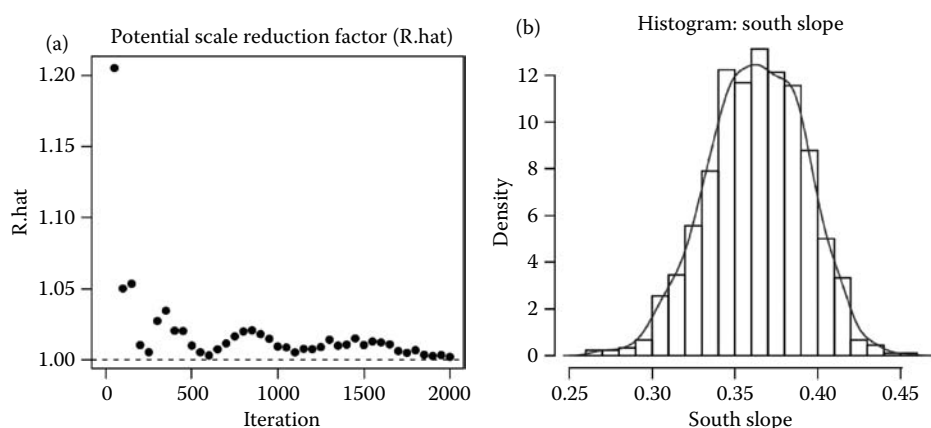 (a)
Potential scale reduction factor (R.hat)
1.20
1.15
1.10
1.05
1.00
R.hat
0 500 1000 1500 2000
Iteration
(b)
Histogram: south slope
12
10
8
6
4
2
0
Density
0.25 0.30 0.35 0.40 0.45
South slope